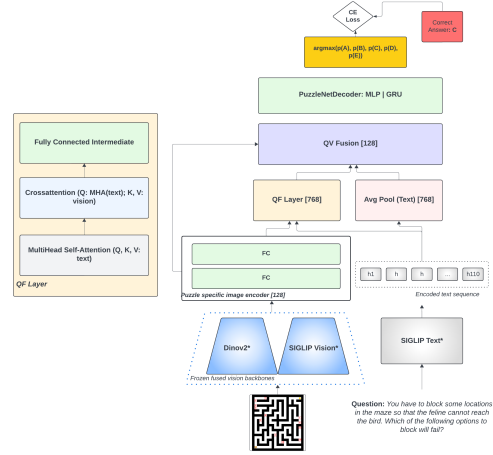 CE
Loss
Correct
Answer: C
argmax(p(A), p(B), p(C), p(D),
p(E))
PuzzleNetDecoder: MLP | GRU
QV Fusion [128]
Fully Connected Intermediate
Crossattention (Q: MHA(text); K, V:
vision)
MultiHead Self-Attention (Q, K, V:
text)
QF Layer
QF Layer [768]
Avg Pool (Text) [768]
FC
FC
Puzzle specific image encoder [128]
h1
h
h
...
h110
Encoded text sequence
Dinov2*
SIGLIP Vision*
Frozen fused vision backbones
SIGLIP Text*
Question: You have to block some locations
in the maze so that the feline cannot reach
the bird. Which of the following options to
block will fail?